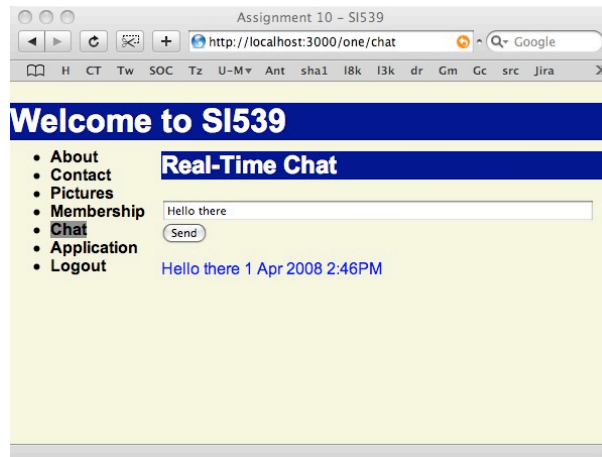 Assignment 10 – SI539
http://localhost:3000/one/chat
Google
H CT Tw SOC Tz U-M Ant sha1 l8k l3k dr Gm Gc src Jira
Welcome to SI539
About
Contact
Pictures
Membership
Chat
Application
Logout
Real-Time Chat
Hello there
Send
Hello there 1 Apr 2008 2:46PM